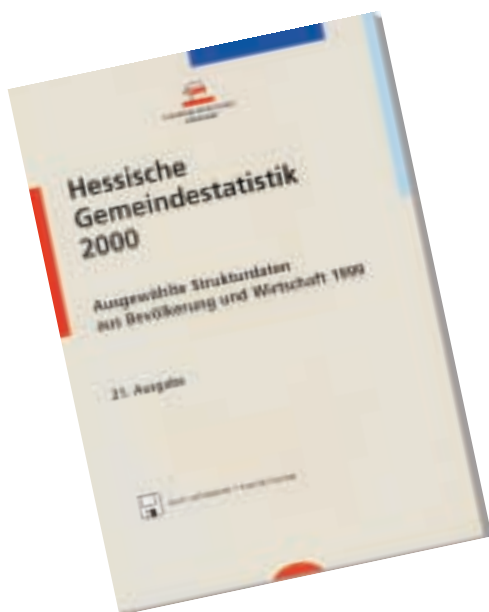 Hessische
Gemeindestatistik
2000
Ausgewählte Strukturdaten
aus Bevölkerung und Wirtschaft 1999
21. Ausgabe